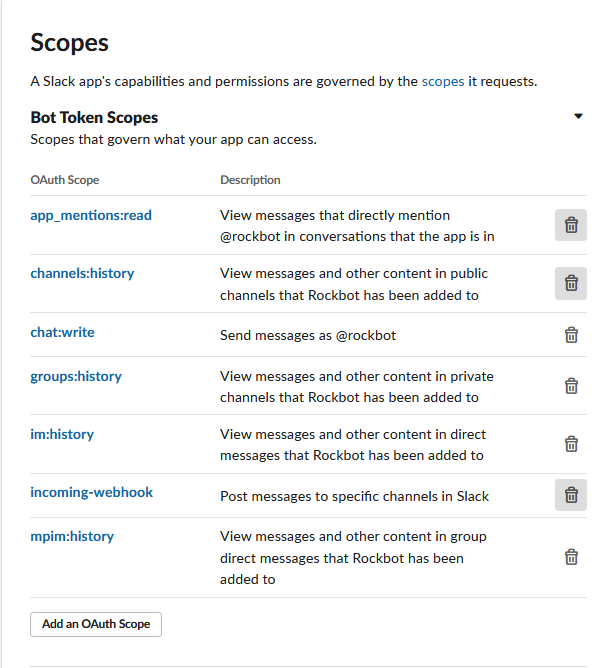 Scopes
A Slack app's capabilities and permissions are governed by the scopes it requests.
Bot Token Scopes
Scopes that govern what your app can access.
OAuth Scope Description
app_mentions:read View messages that directly mention
@rockbot in conversations that the app is in
channels:history View messages and other content in public
channels that Rockbot has been added to
chat:write Send messages as @rockbot
groups:history View messages and other content in private
channels that Rockbot has been added to
im:history View messages and other content in direct
messages that Rockbot has been added to
incoming-webhook Post messages to specific channels in Slack
mpim:history View messages and other content in group
direct messages that Rockbot has been
added to
Add an OAuth Scope